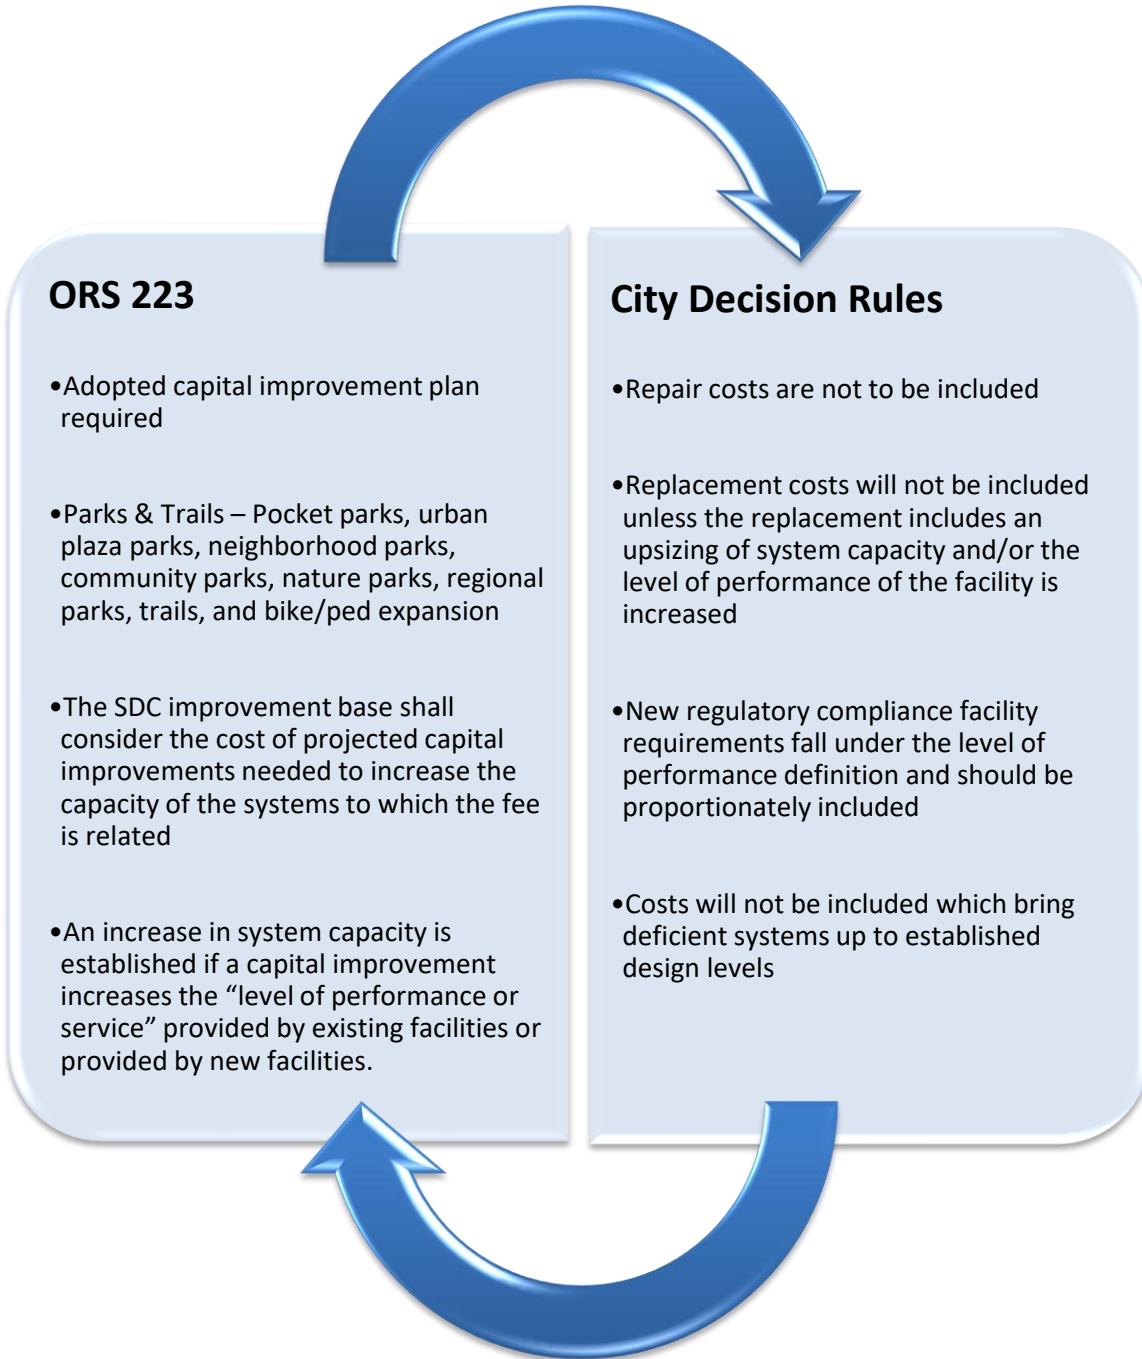 ORS 223
•Adopted capital improvement plan
required
•Parks & Trails – Pocket parks, urban
plaza parks, neighborhood parks,
community parks, nature parks, regional
parks, trails, and bike/ped expansion
•The SDC improvement base shall
consider the cost of projected capital
improvements needed to increase the
capacity of the systems to which the fee
is related
•An increase in system capacity is
established if a capital improvement
increases the “level of performance or
service” provided by existing facilities or
provided by new facilities.
City Decision Rules
•Repair costs are not to be included
•Replacement costs will not be included
unless the replacement includes an
upsizing of system capacity and/or the
level of performance of the facility is
increased
•New regulatory compliance facility
requirements fall under the level of
performance definition and should be
proportionately included
•Costs will not be included which bring
deficient systems up to established
design levels